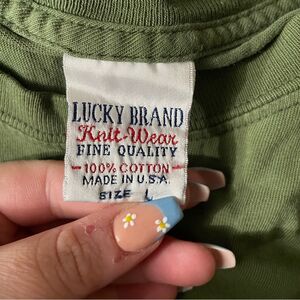 LUCKY BRAND
Knit-Wear
FINE QUALITY
100% COTTON
MADE IN U.S.A.
SIZE L